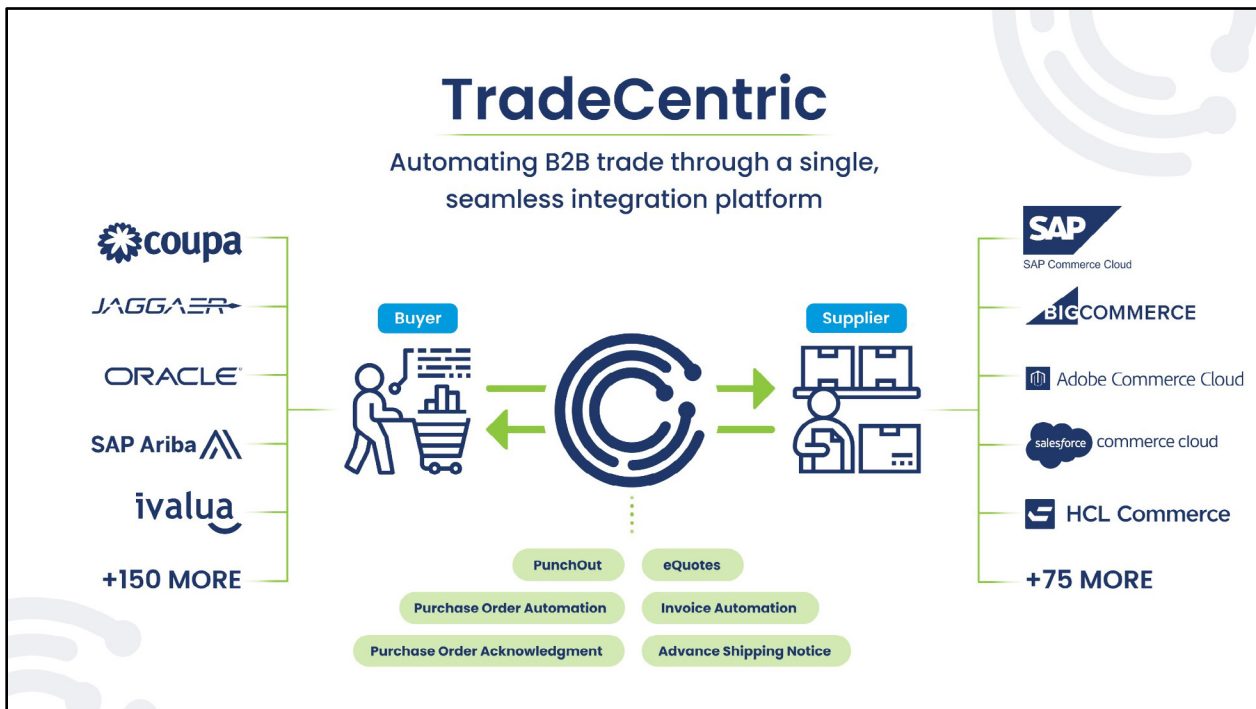 TradeCentric
Automating B2B trade through a single,
seamless integration platform
coupa
JAGGAER
ORACLE
SAP Ariba
ivalua
+150 MORE
Buyer
Supplier
SAP
SAP Commerce Cloud
BIGCOMMERCE
Adobe Commerce Cloud
salesforce commerce cloud
HCL Commerce
+75 MORE
PunchOut
eQuotes
Purchase Order Automation
Invoice Automation
Purchase Order Acknowledgment
Advance Shipping Notice